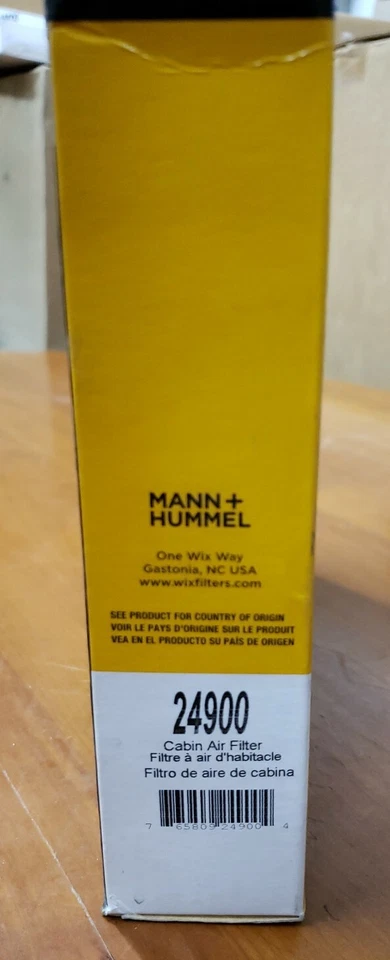 MANN+
HUMMEL
One Wix Way
Gastonia, NC USA
www.wixfilters.com
SEE PRODUCT FOR COUNTRY OF ORIGIN
VOIR LE PAYS D'ORIGINE SUR LE PRODUIT
VEA EN EL PRODUCTO SU PAÍS DE ORIGEN
24900
Cabin Air Filter
Filtre à air d'habitacle
Filtro de aire de cabina
7 65809 24900 4